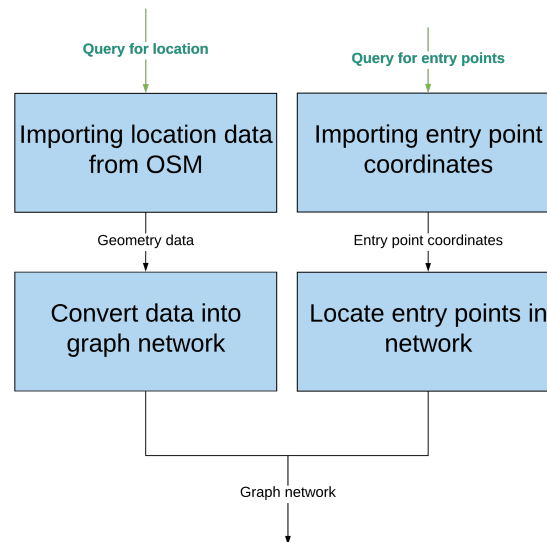 Query for location
Query for entry points
Importing location data
from OSM
Importing entry point
coordinates
Geometry data
Entry point coordinates
Convert data into
graph network
Locate entry points in
network
Graph network